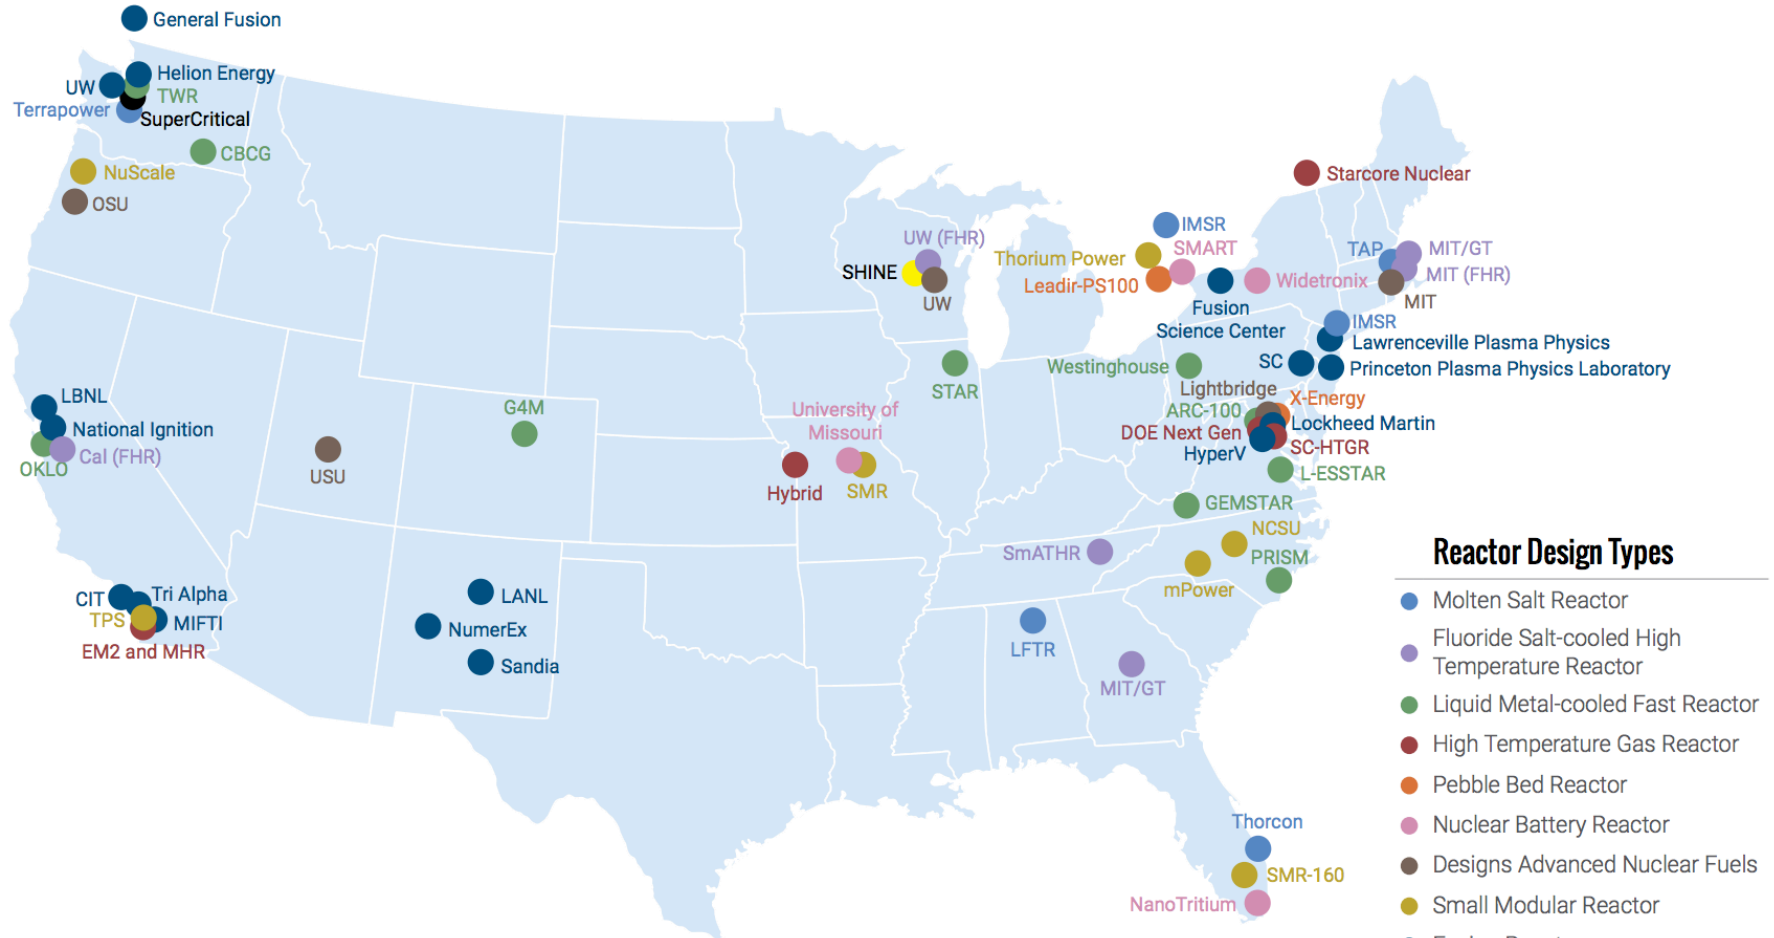 General Fusion
Helion Energy
UW
TWR
Terrapower
SuperCritical
CBCG
NuScale
OSU
Starcore Nuclear
IMSR
UW (FHR)
SMART
TAP
MIT/GT
Thorium Power
SHINE
MIT (FHR)
Leadir-PS100
Widetronix
UW
MIT
Fusion
Science Center
IMSR
Lawrenceville Plasma Physics
SC
Princeton Plasma Physics Laboratory
Westinghouse
STAR
Lightbridge
X-Energy
LBNL
G4M
University of
Missouri
ARC-100
Lockheed Martin
National Ignition
DOE Next Gen
SC-HTGR
Cal (FHR)
HyperV
OKLO
USU
Hybrid
SMR
L-ESSTAR
GEMSTAR
NCSU
SmATHR
PRISM
mPower
CIT
Tri Alpha
LANL
TPS
MIFTI
NumerEx
EM2 and MHR
LFTR
Sandia
MIT/GT
Thorcon
SMR-160
NanoTritium
Reactor Design Types
Molten Salt Reactor
Fluoride Salt-cooled High
Temperature Reactor
Liquid Metal-cooled Fast Reactor
High Temperature Gas Reactor
Pebble Bed Reactor
Nuclear Battery Reactor
Designs Advanced Nuclear Fuels
Small Modular Reactor